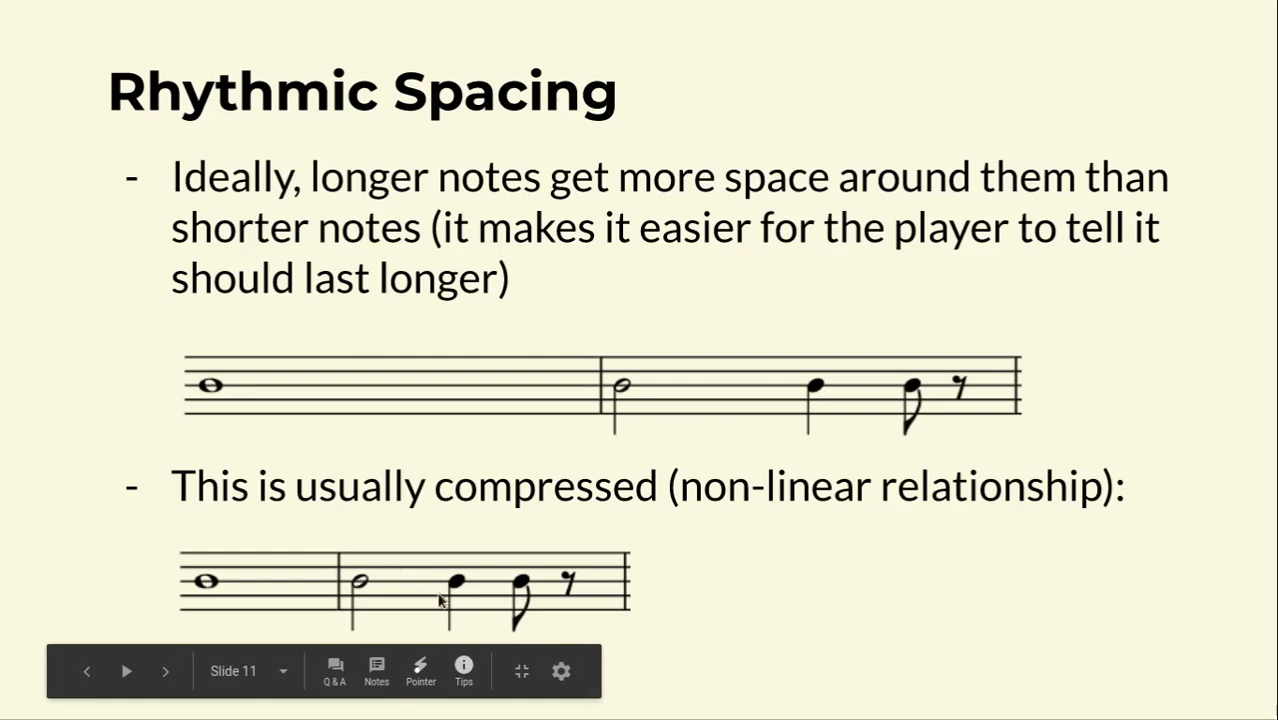 Rhythmic Spacing
- Ideally, longer notes get more space around them than
shorter notes (it makes it easier for the player to tell it
should last longer)
- This is usually compressed (non-linear relationship):
Slide 11
Q & A Notes Pointer Tips